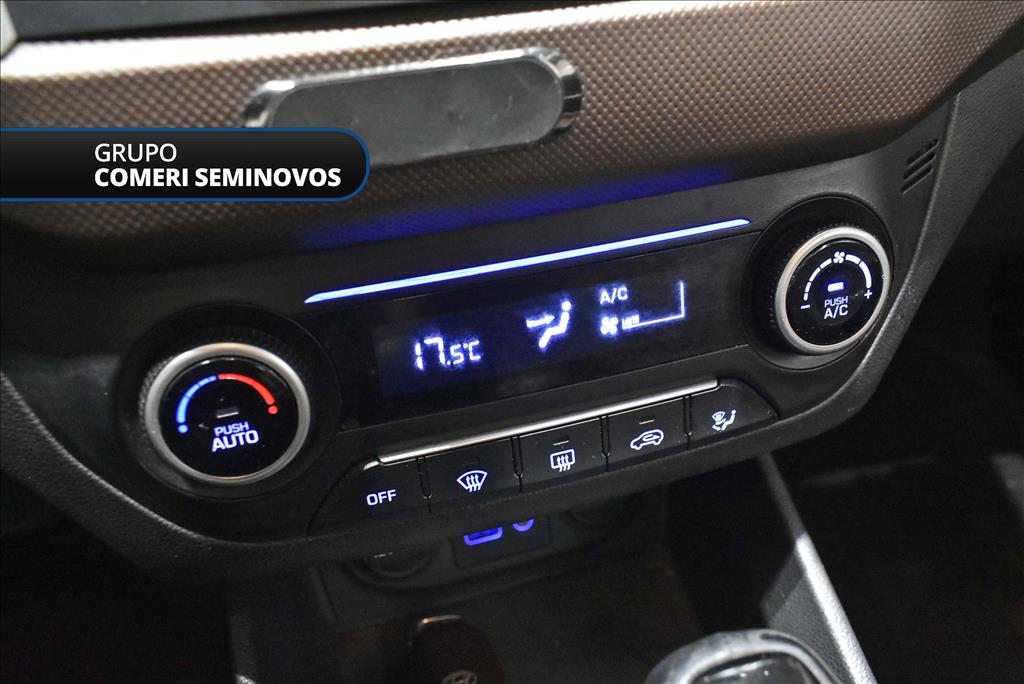 GRUPO
COMERI SEMINOVOS
A/C
17.5°C
PUSH
A/C
- +
PUSH
AUTO
OFF